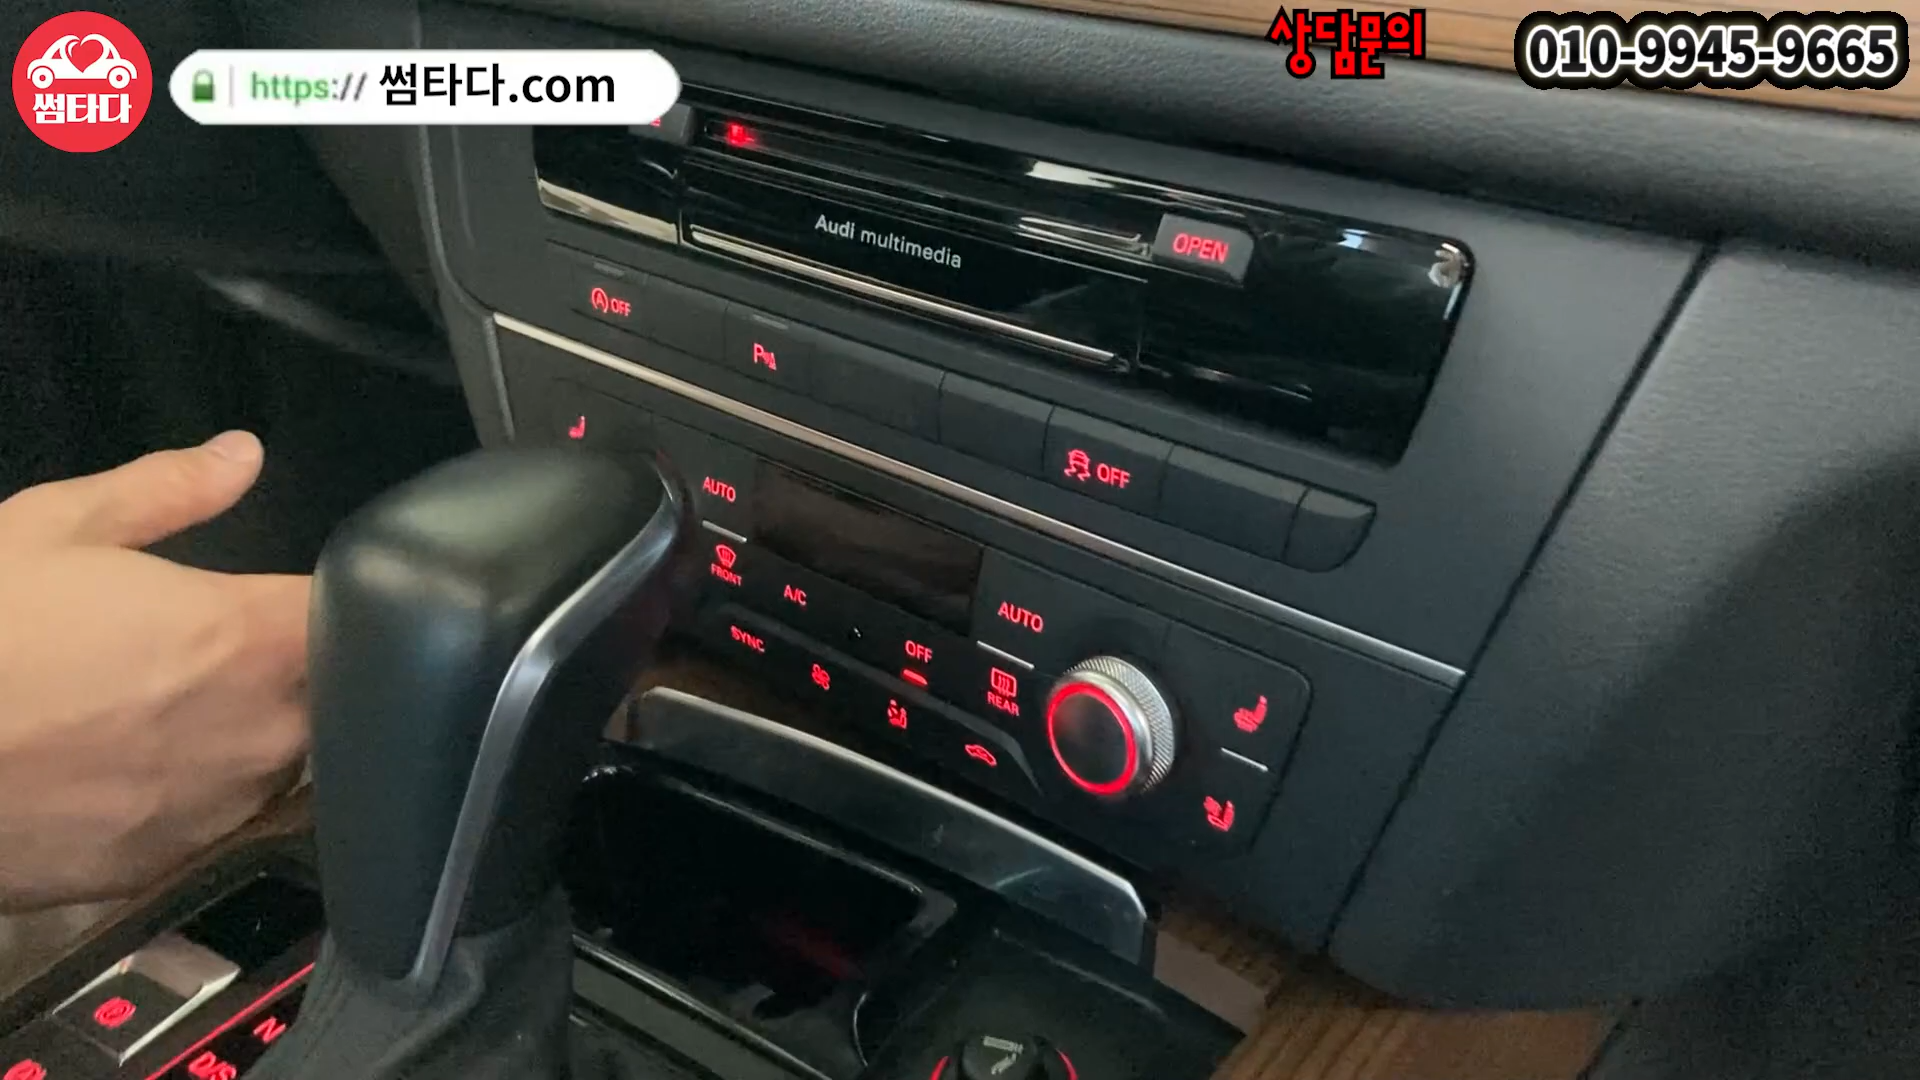 썸타다
https:// 썸타다.com
상담문의
010-9945-9665
Audi multimedia
OPEN
A OFF
P
OFF
AUTO
FRONT
A/C
SYNC
OFF
AUTO
REAR
N
D/S